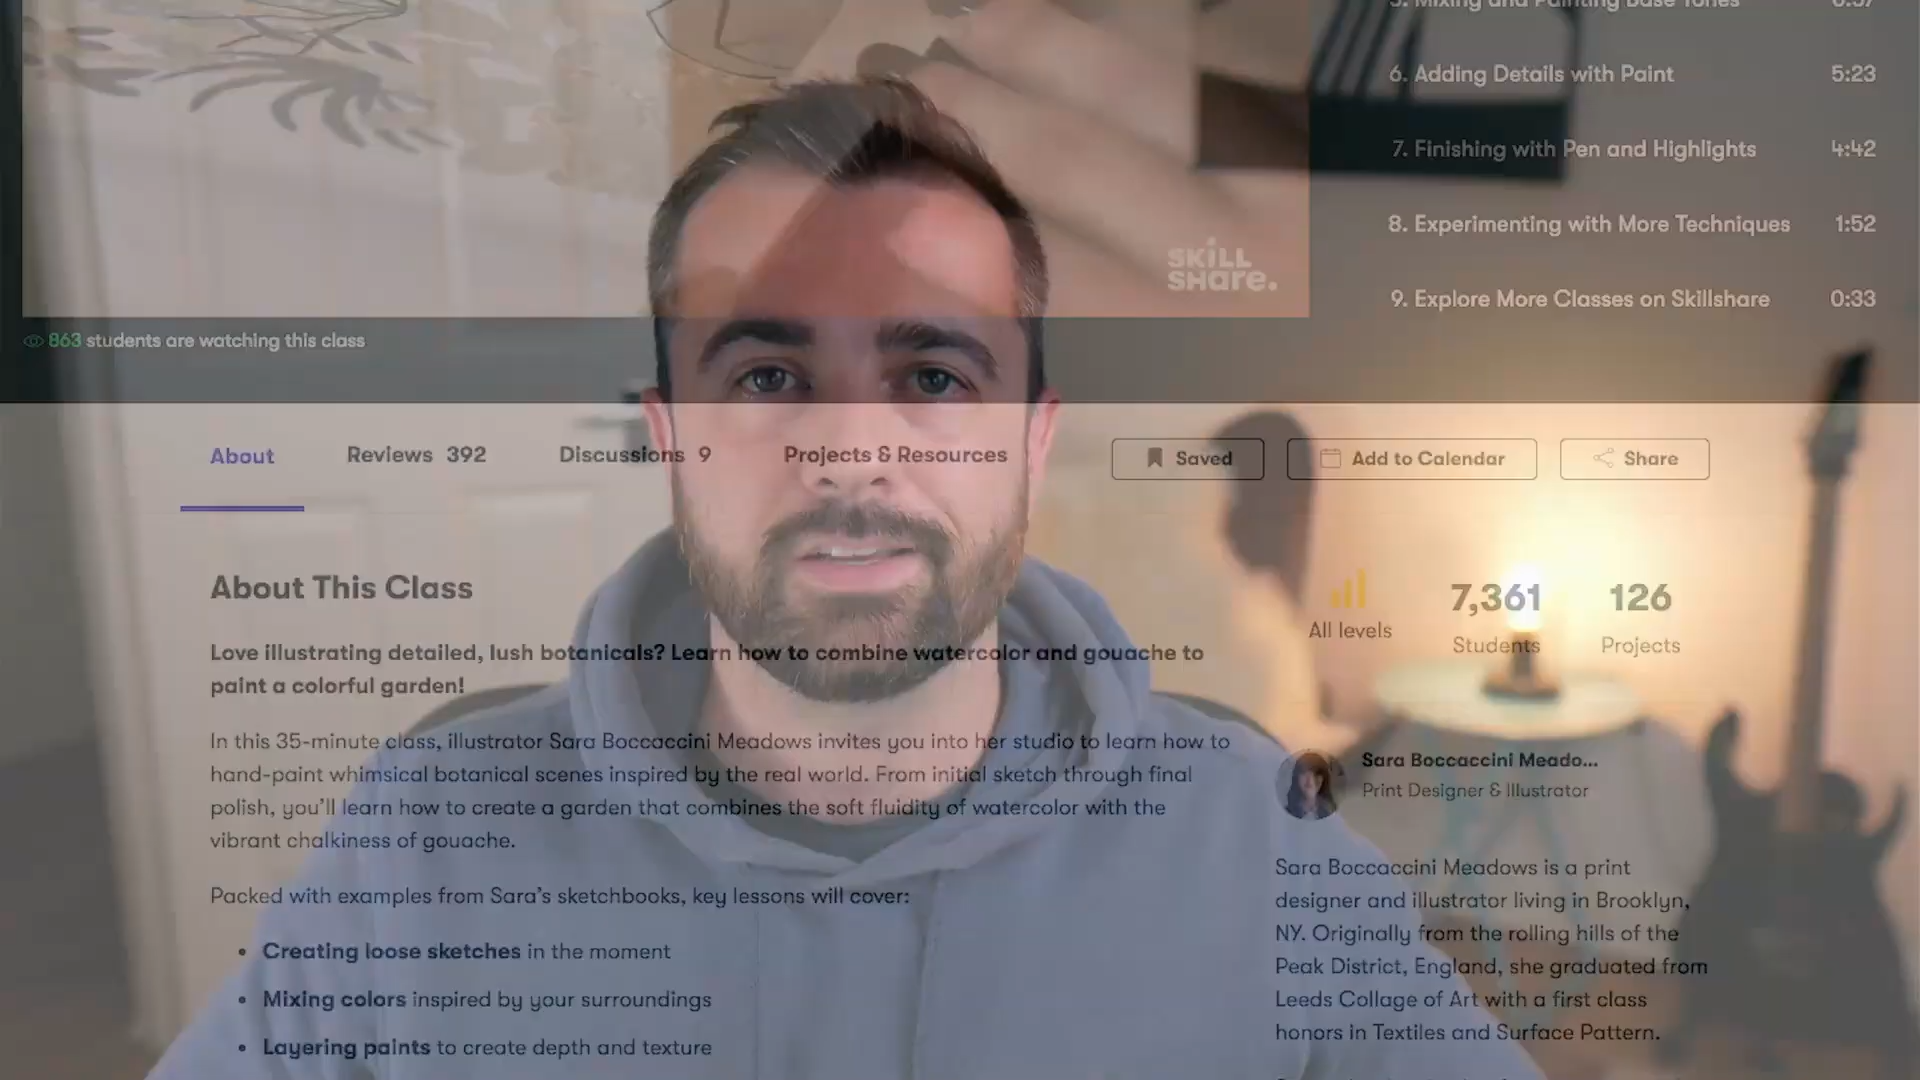 5. Mixing and Painting Base Tones 6:57
6. Adding Details with Paint 5:23
7. Finishing with Pen and Highlights 4:42
8. Experimenting with More Techniques 1:52
9. Explore More Classes on Skillshare 0:33
SKILL
SHare.
863 students are watching this class
About Reviews 392 Discussions 9 Projects & Resources
Saved Add to Calendar Share
About This Class
Love illustrating detailed, lush botanicals? Learn how to combine watercolor and gouache to
paint a colorful garden!
In this 35-minute class, illustrator Sara Boccaccini Meadows invites you into her studio to learn how to
hand-paint whimsical botanical scenes inspired by the real world. From initial sketch through final
polish, you'll learn how to create a garden that combines the soft fluidity of watercolor with the
vibrant chalkiness of gouache.
Packed with examples from Sara's sketchbooks, key lessons will cover:
• Creating loose sketches in the moment
• Mixing colors inspired by your surroundings
• Layering paints to create depth and texture
All levels
7,361
Students
126
Projects
Sara Boccaccini Meado...
Print Designer & Illustrator
Sara Boccaccini Meadows is a print
designer and illustrator living in Brooklyn,
NY. Originally from the rolling hills of the
Peak District, England, she graduated from
Leeds Collage of Art with a first class
honors in Textiles and Surface Pattern.